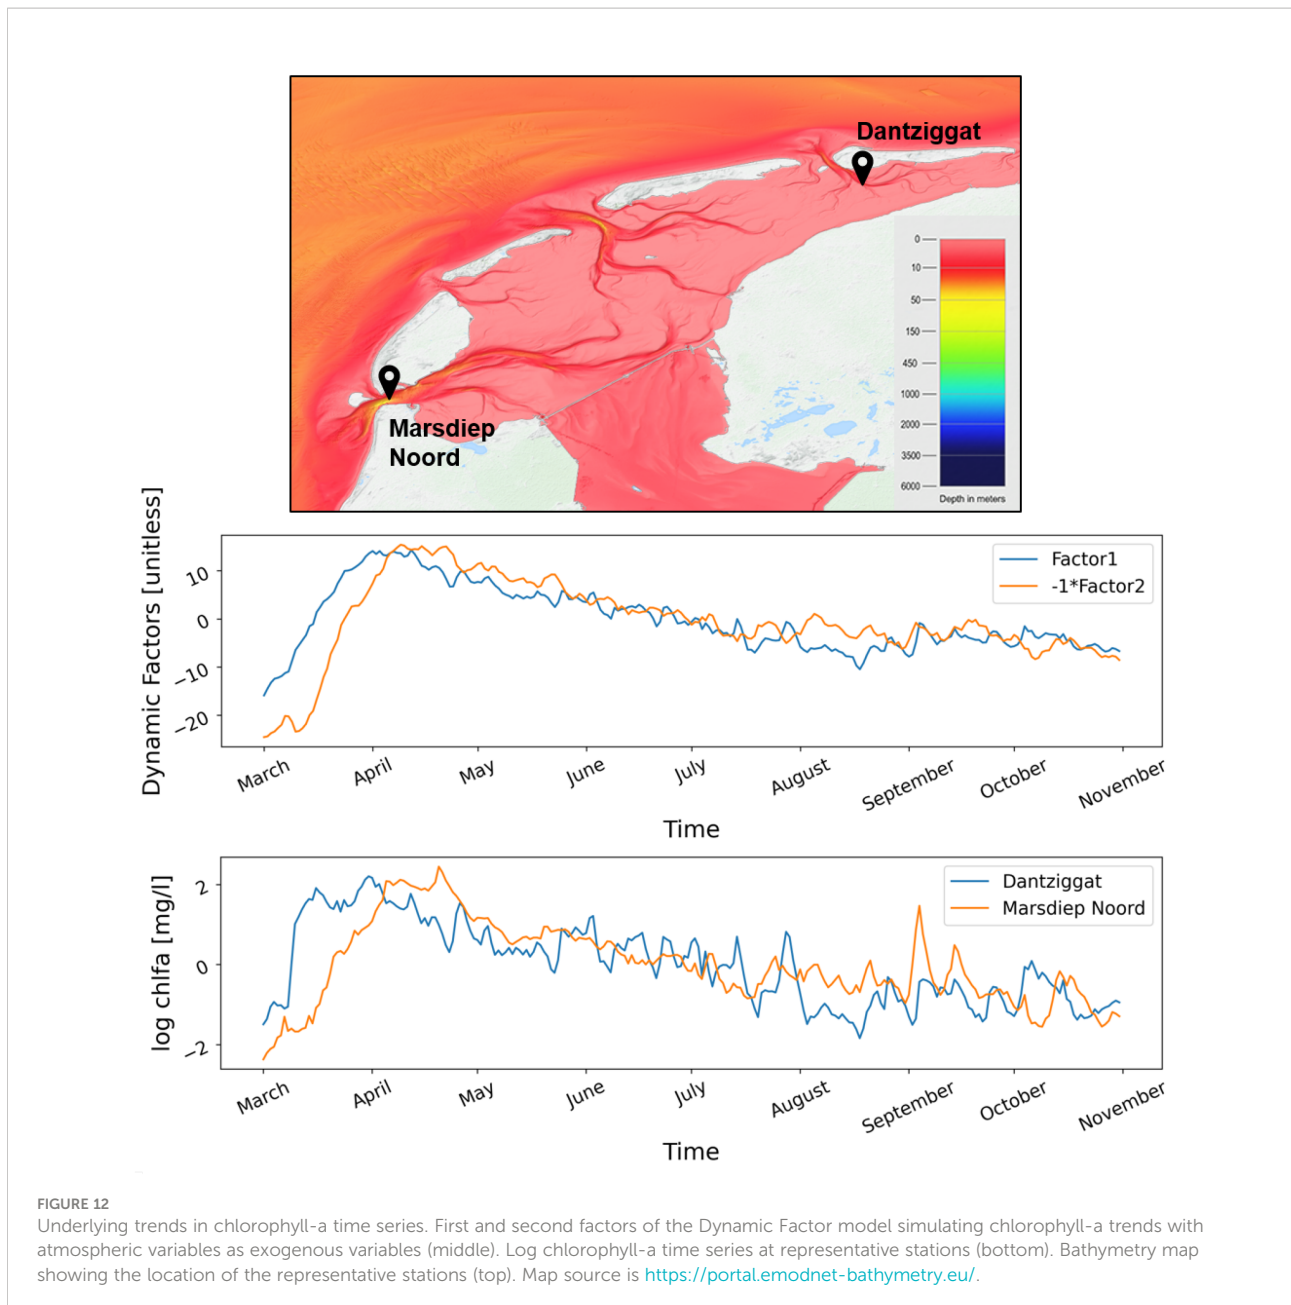 Dantziggat
Marsdiep
Noord
0
10
50
150
450
1000
2000
3500
6000
Depth in meters
Dynamic Factors [unitless]
10
0
−10
−20
Factor1
-1*Factor2
March
April
May
June
July
August
September
October
November
Time
log chlfa [mg/l]
2
0
−2
Dantziggat
Marsdiep Noord
March
April
May
June
July
August
September
October
November
Time
FIGURE 12
Underlying trends in chlorophyll-a time series. First and second factors of the Dynamic Factor model simulating chlorophyll-a trends with
atmospheric variables as exogenous variables (middle). Log chlorophyll-a time series at representative stations (bottom). Bathymetry map
showing the location of the representative stations (top). Map source is https://portal.emodnet-bathymetry.eu/.